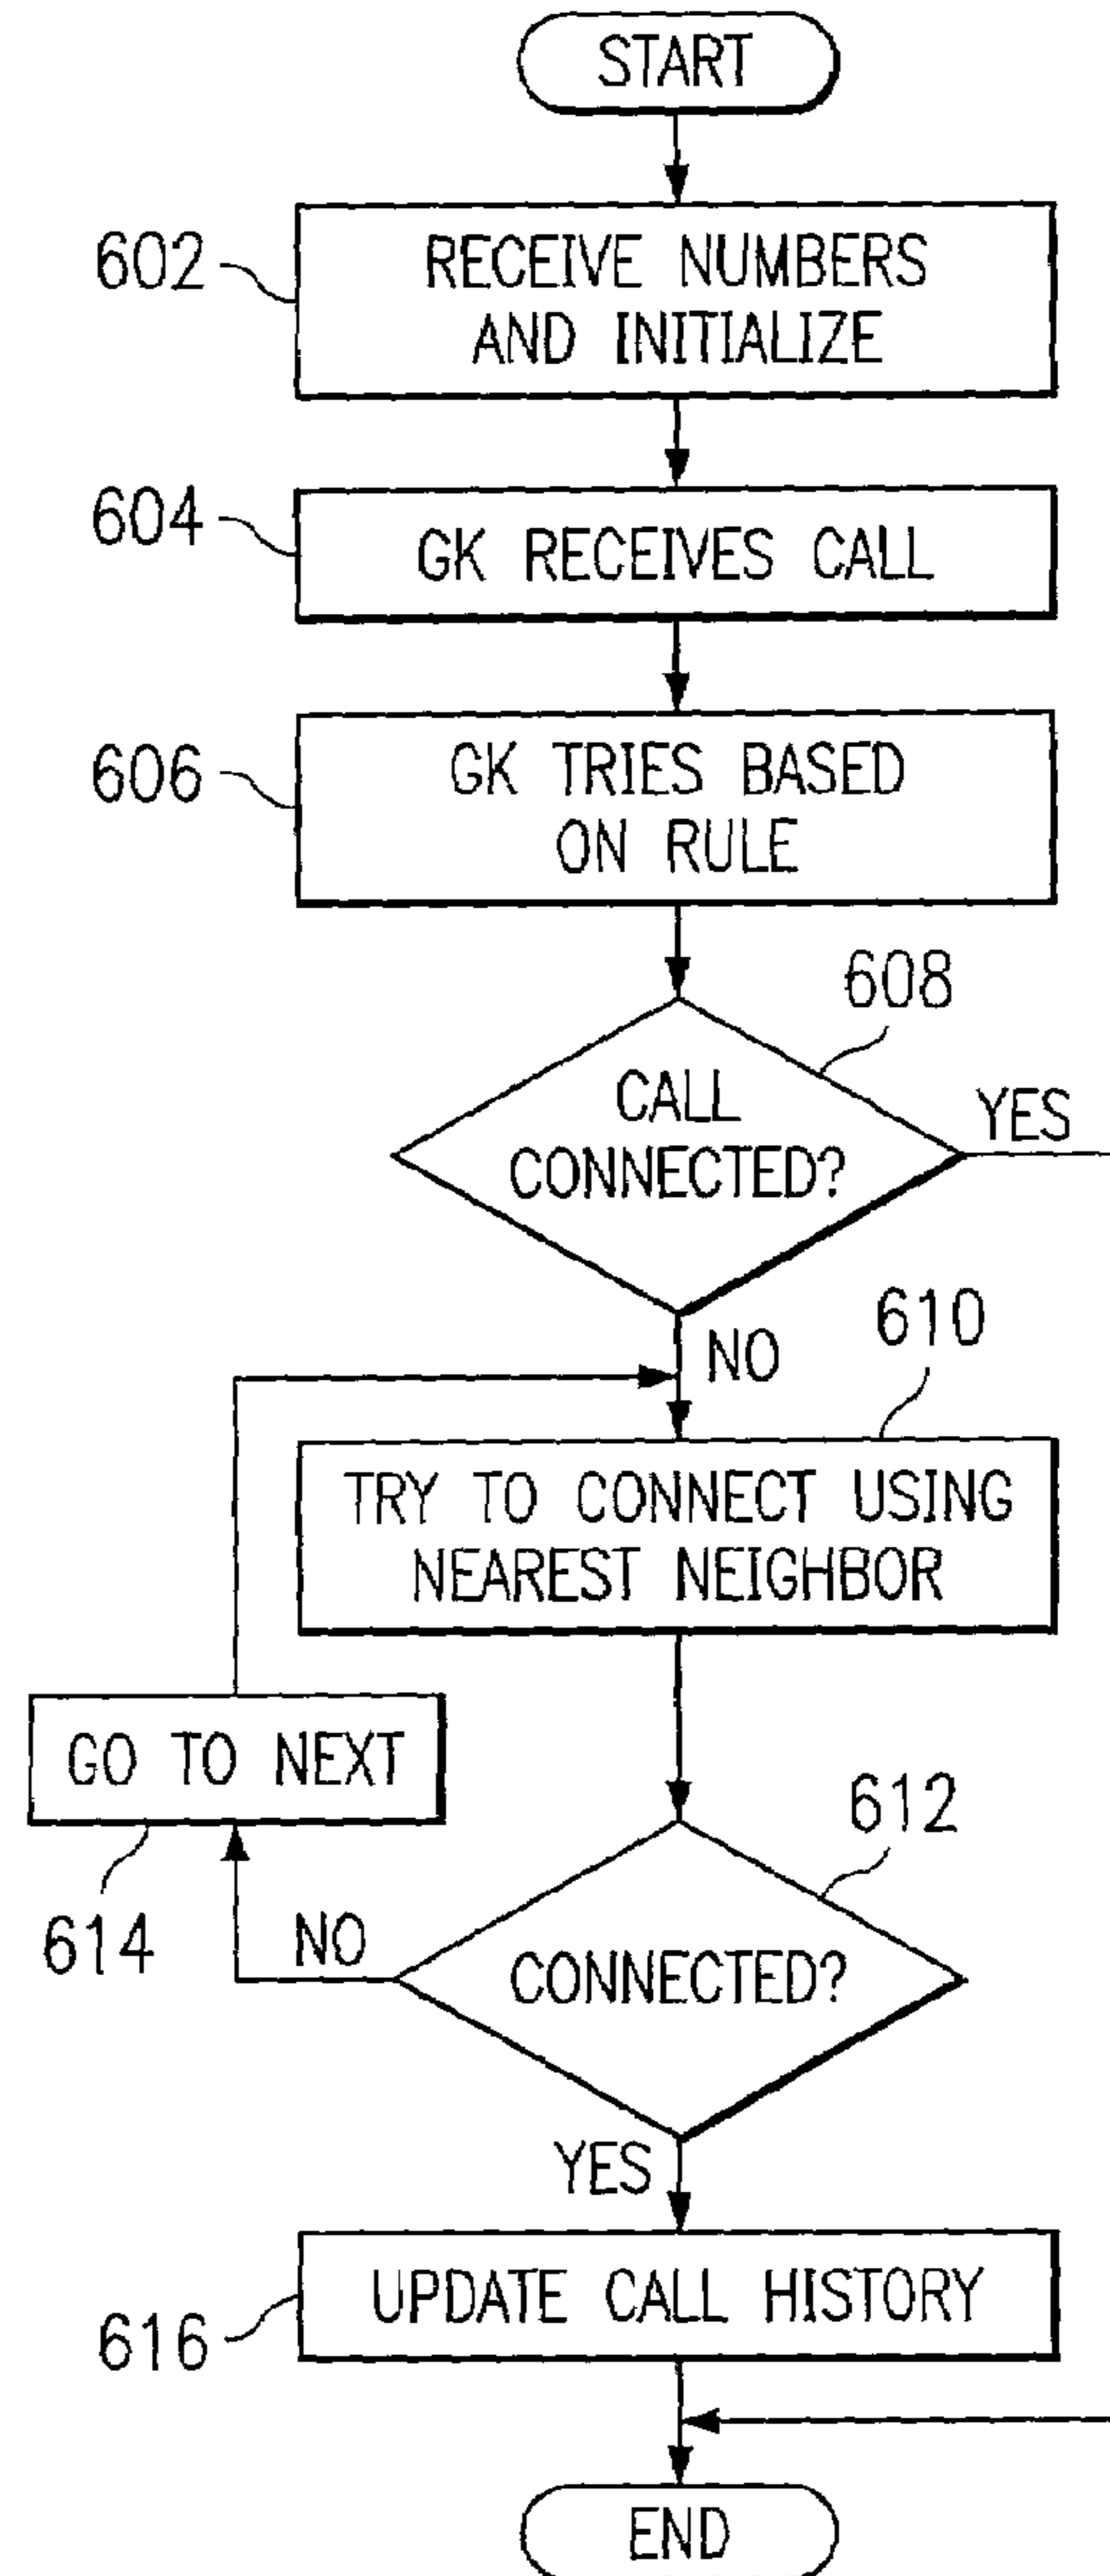 START
602
RECEIVE NUMBERS
AND INITIALIZE
604
GK RECEIVES CALL
606
GK TRIES BASED
ON RULE
608
CALL
CONNECTED?
YES
NO
610
TRY TO CONNECT USING
NEAREST NEIGHBOR
GO TO NEXT
614
612
NO
CONNECTED?
YES
616
UPDATE CALL HISTORY
END